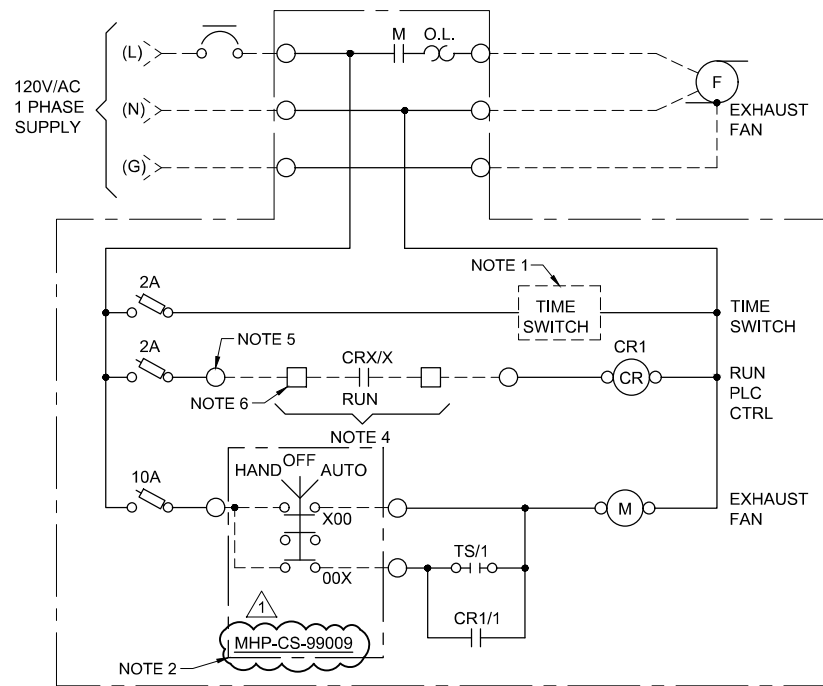 (L)
M
O.L.
120V/AC
1 PHASE
SUPPLY
(N)
F
EXHAUST
FAN
(G)
NOTE 1
2A
TIME
SWITCH
TIME
SWITCH
2A
NOTE 5
CRX/X
CR1
CR
RUN
PLC
CTRL
NOTE 6
RUN
NOTE 4
OFF
HAND
AUTO
10A
X00
M
EXHAUST
FAN
TS/1
00X
CR1/1
1
MHP-CS-99009
NOTE 2